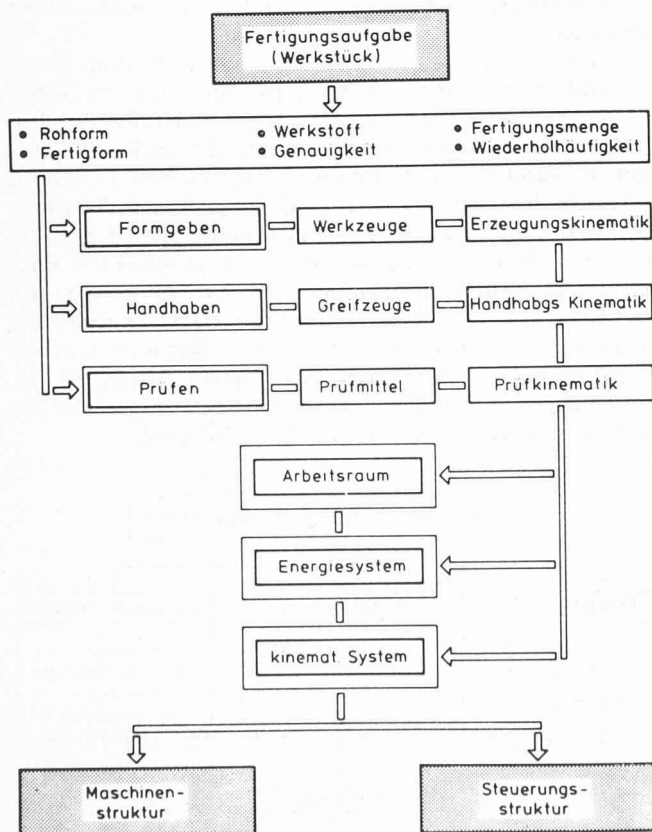 Fertigungsaufgabe
(Werkstück)
• Rohform • Werkstoff • Fertigungsmenge
• Fertigform • Genauigkeit • Wiederholhäufigkeit
Formgeben Werkzeuge Erzeugungskinematik
Handhaben Greifzeuge Handhabgs Kinematik
Prüfen Prüfmittel Prüfkinematik
Arbeitsraum
Energiesystem
kinemat. System
Maschinen-
struktur
Steuerungs-
struktur